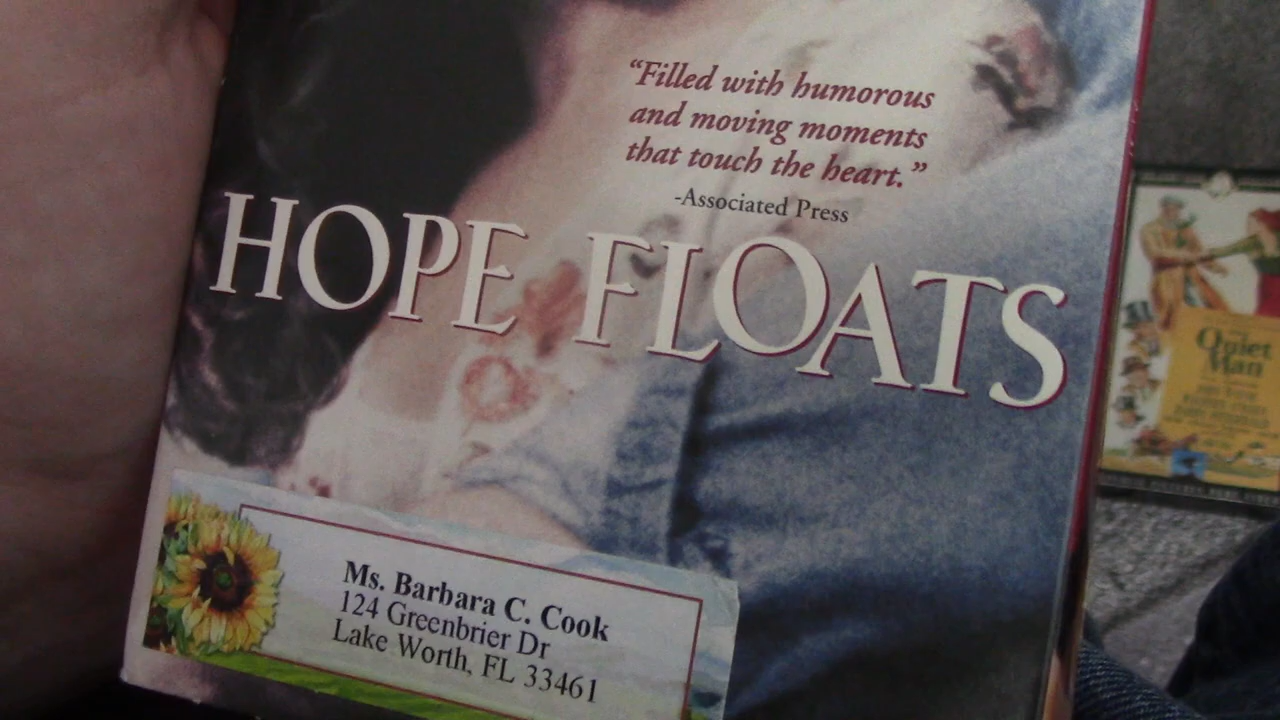 “Filled with humorous
and moving moments
that touch the heart.”
-Associated Press
HOPE FLOATS
Ms. Barbara C. Cook
124 Greenbrier Dr
Lake Worth, FL 33461
Quiet
Man